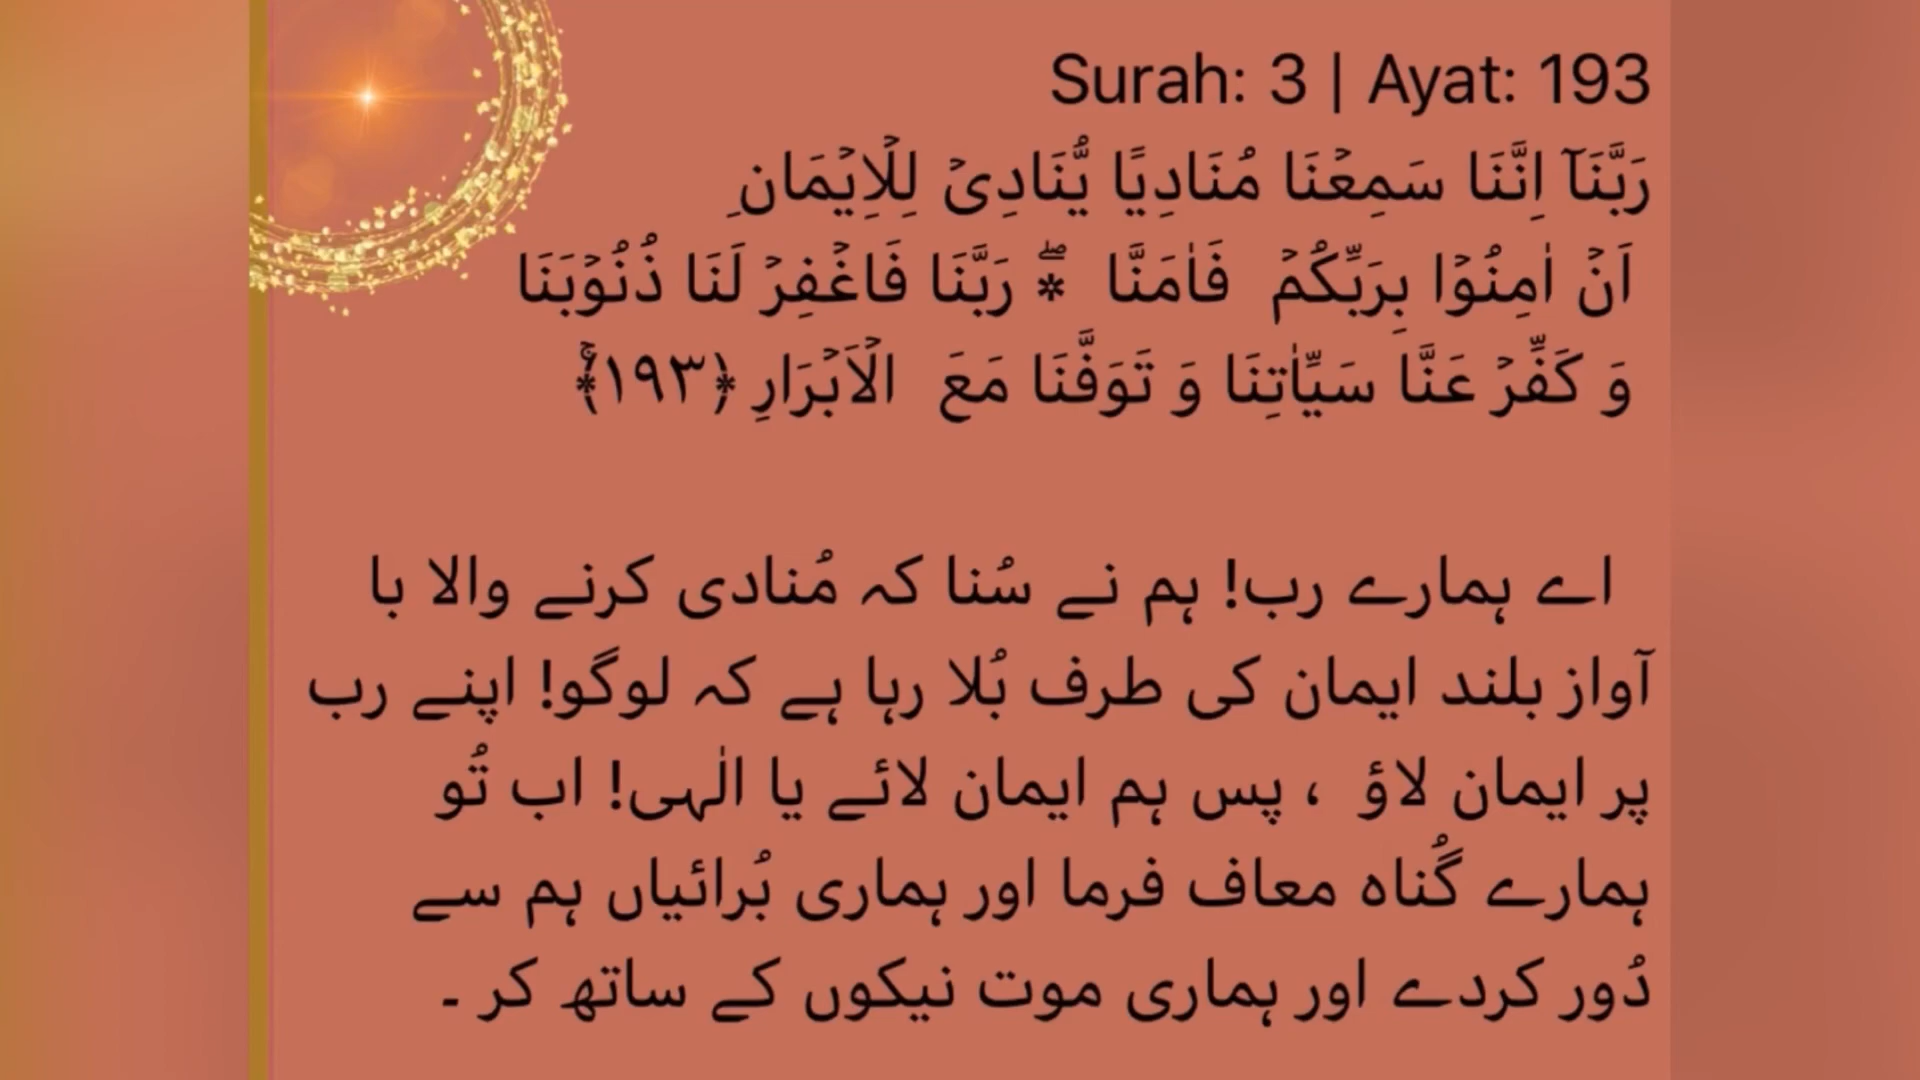 Surah: 3 | Ayat: 193
رَبَّنَاۤ اِنَّنَا سَمِعۡنَا مُنَادِیًا یُّنَادِیۡ لِلۡاِیۡمَانِ
اَنۡ اٰمِنُوۡا بِرَبِّکُمۡ فَاٰمَنَّا ٭ۖ رَبَّنَا فَاغۡفِرۡ لَنَا ذُنُوۡبَنَا
وَ کَفِّرۡ عَنَّا سَیِّاٰتِنَا وَ تَوَفَّنَا مَعَ الۡاَبۡرَارِ ﴿۱۹۳﴾ۚ
اے ہمارے رب! ہم نے سُنا کہ مُنادی کرنے والا با
آواز بلند ایمان کی طرف بُلا رہا ہے کہ لوگو! اپنے رب
پر ایمان لاؤ ، پس ہم ایمان لائے یا الٰہی! اب تُو
ہمارے گُناہ معاف فرما اور ہماری بُرائیاں ہم سے
دُور کردے اور ہماری موت نیکوں کے ساتھ کر ۔